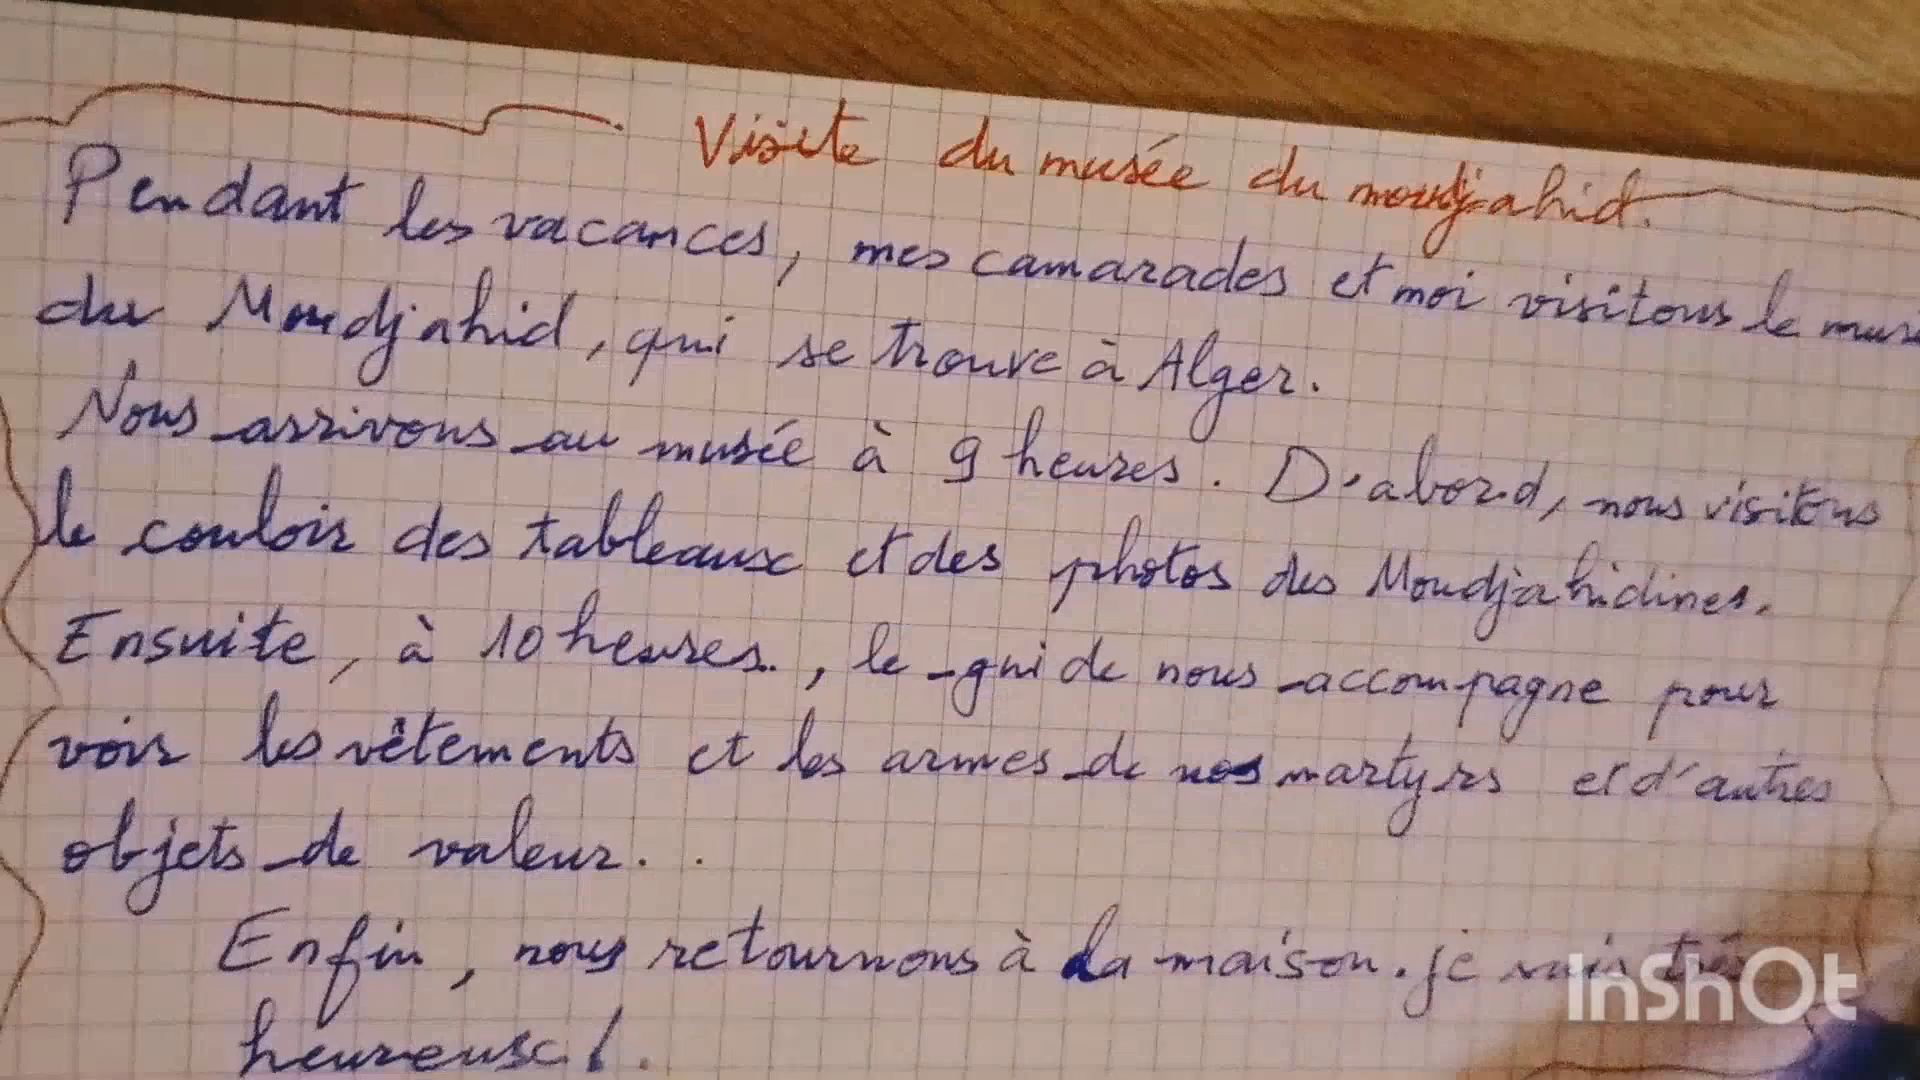 Visite du musée du moudjahid.
Pendant les vacances, mes camarades et moi visitons le
du Moudjahid, qui se trouve à Alger.
Nous arrivons au musée à 9 heures. D'abord, nous visitons
le couloir des tableaux et des photos des Moudjahidines.
Ensuite, à 10 heures, le guide nous accompagne pour
voir les vêtements et les armes de nos martyrs et d'autres
objets de valeur.
Enfin, nous retournons à la maison. je suis très
heureuse !.
InShOt